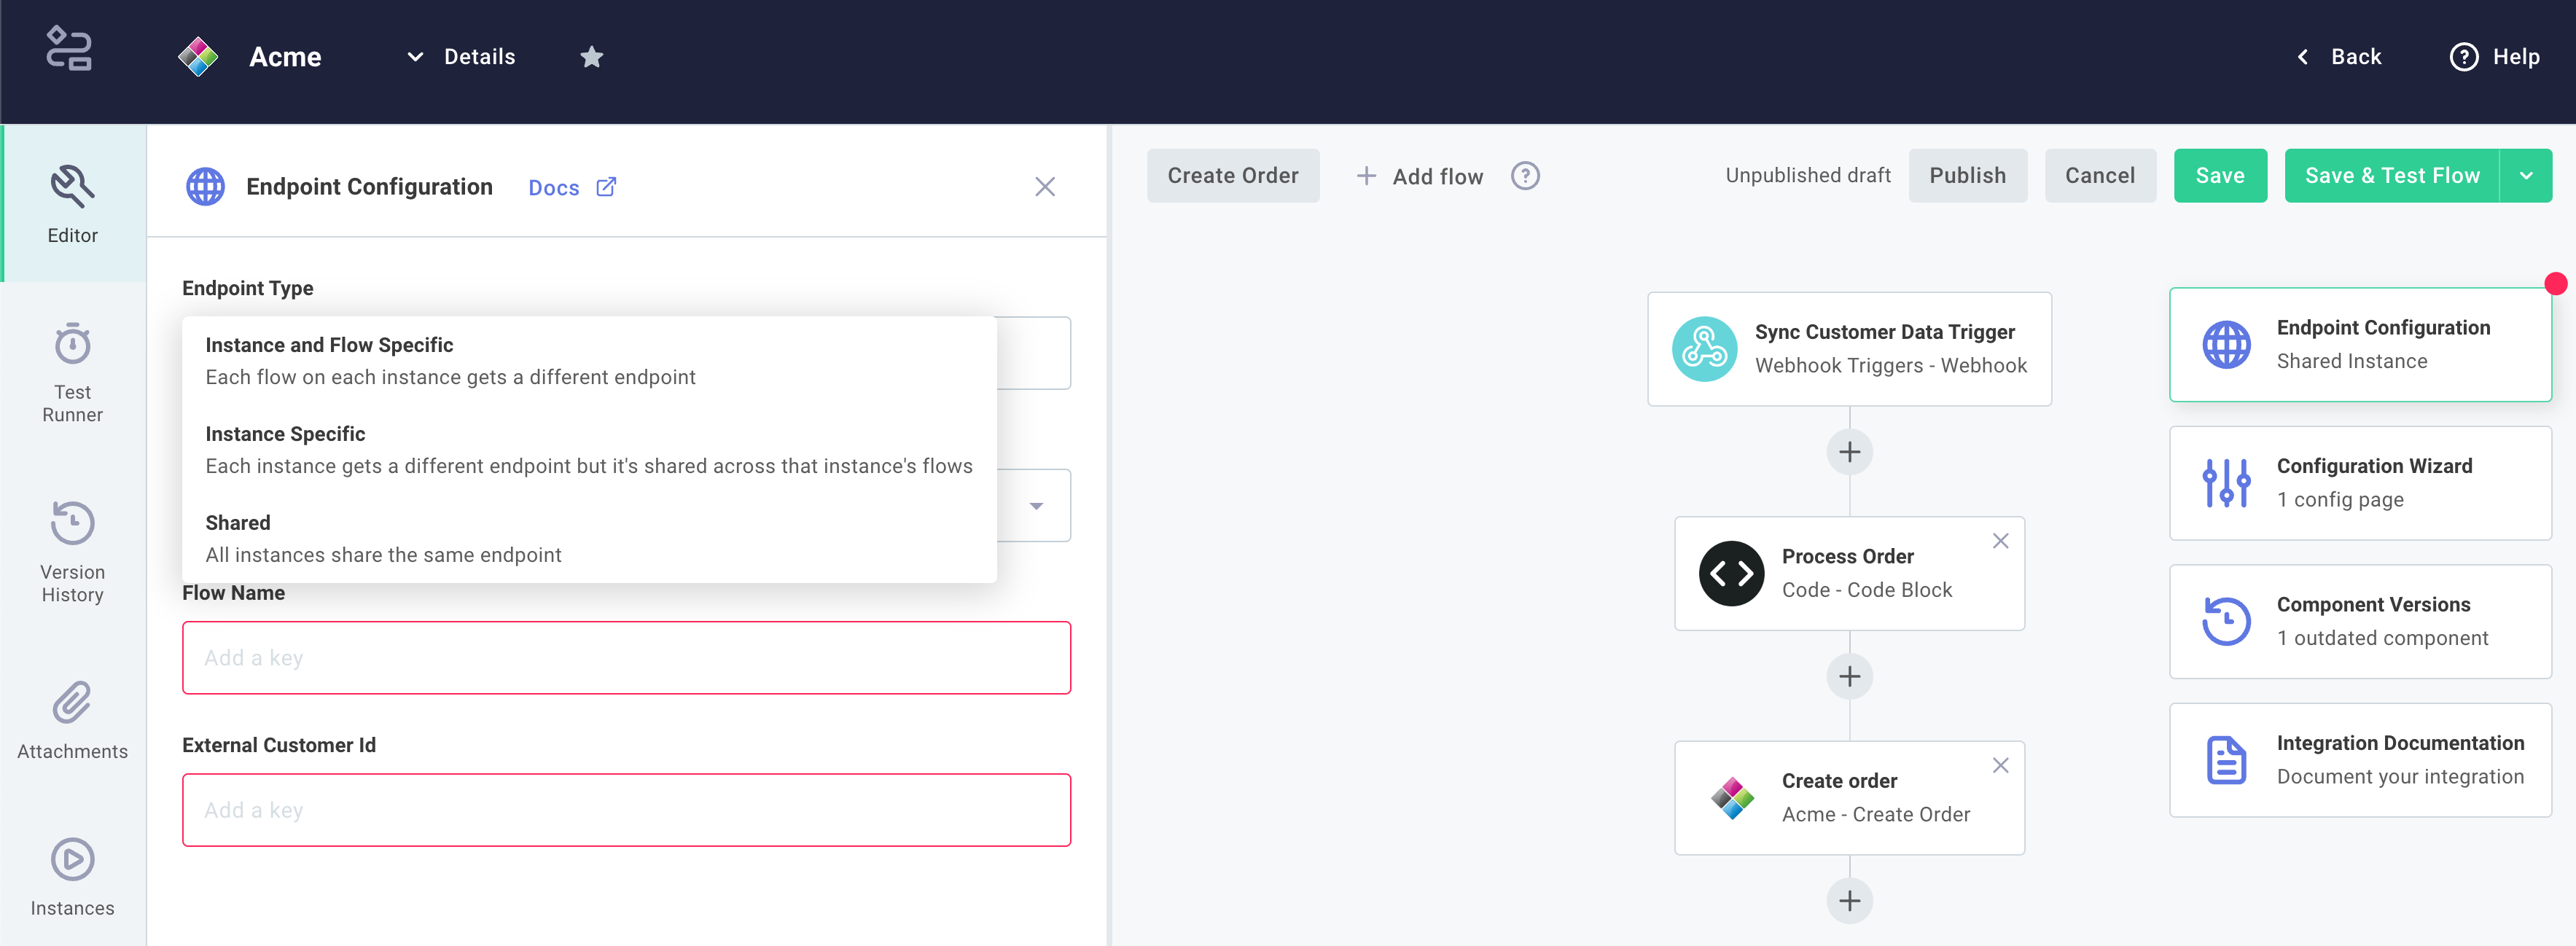 Acme
Details
Back
Help
Editor
Test
Runner
Version
History
Attachments
Instances
Endpoint Configuration
Docs
Endpoint Type
Instance and Flow Specific
Each flow on each instance gets a different endpoint
Instance Specific
Each instance gets a different endpoint but it's shared across that instance's flows
Shared
All instances share the same endpoint
Flow Name
Add a key
External Customer Id
Add a key
Create Order
Add flow
Unpublished draft
Publish
Cancel
Save
Save & Test Flow
Sync Customer Data Trigger
Webhook Triggers - Webhook
Process Order
Code - Code Block
Create order
Acme - Create Order
Endpoint Configuration
Shared Instance
Configuration Wizard
1 config page
Component Versions
1 outdated component
Integration Documentation
Document your integration